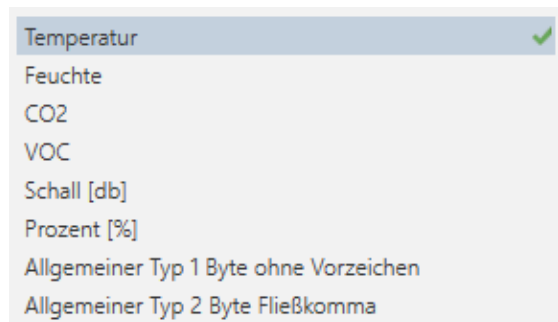 Temperatur
Feuchte
CO2
VOC
Schall [db]
Prozent [%]
Allgemeiner Typ 1 Byte ohne Vorzeichen
Allgemeiner Typ 2 Byte Fließkomma